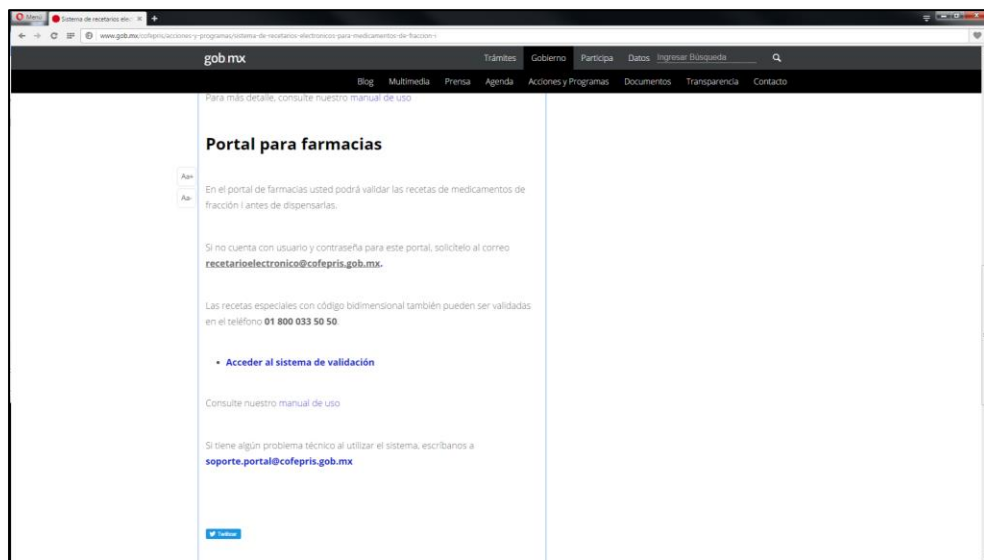 Menú
Sistema de recetarios elec
www.gob.mx/cofepris/acciones-y-programas/sistema-de-recetarios-electronicos-para-medicamentos-de-fraccion-i
gob.mx
Trámites Gobierno Participa Datos Ingresar Búsqueda
Blog Multimedia Prensa Agenda Acciones y Programas Documentos Transparencia Contacto
Para más detalle, consulte nuestro manual de uso
Portal para farmacias
Aa+
En el portal de farmacias usted podrá validar las recetas de medicamentos de
Aa-
fracción i antes de dispensarlas.
Si no cuenta con usuario y contraseña para este portal, solicítelo al correo
recetarioelectronico@cofepris.gob.mx.
Las recetas especiales con código bidimensional también pueden ser validadas
en el teléfono 01 800 033 50 50.
• Acceder al sistema de validación
Consulte nuestro manual de uso
Si tiene algún problema técnico al utilizar el sistema, escríbanos a
soporte.portal@cofepris.gob.mx
Twittear